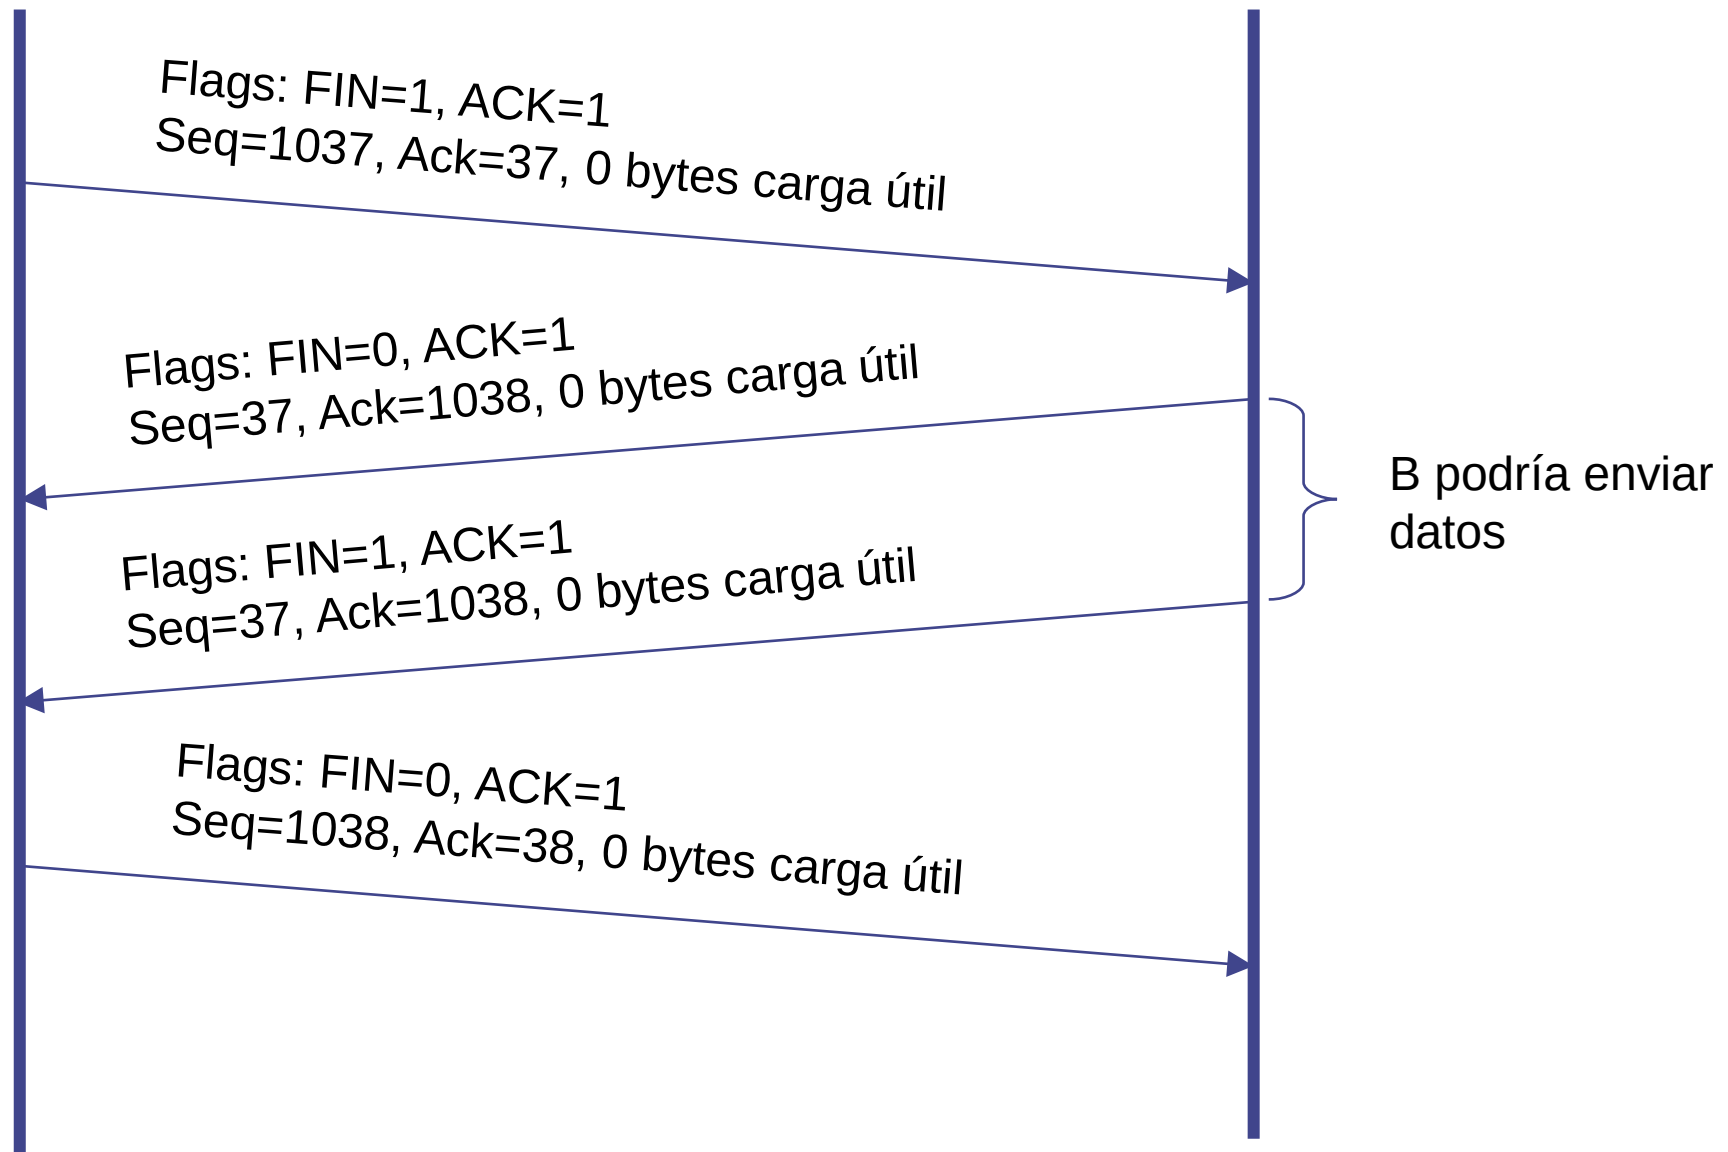 Flags: FIN=1, ACK=1
Seq=1037, Ack=37, 0 bytes carga útil
Flags: FIN=0, ACK=1
Seq=37, Ack=1038, 0 bytes carga útil
B podría enviar
datos
Flags: FIN=1, ACK=1
Seq=37, Ack=1038, 0 bytes carga útil
Flags: FIN=0, ACK=1
Seq=1038, Ack=38, 0 bytes carga útil